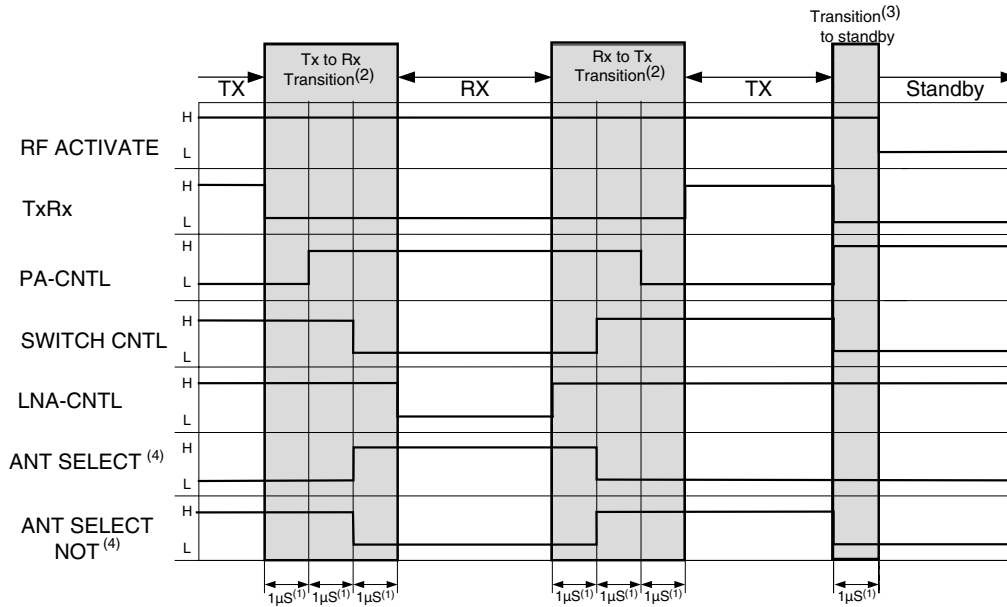 Transition(3)
to standby
Tx to Rx
Transition(2)
Rx to Tx
Transition(2)
TX
RX
TX
Standby
RF ACTIVATE
H
L
TxRx
H
L
PA-CNTL
H
L
SWITCH CNTL
H
L
LNA-CNTL
H
L
ANT SELECT (4)
H
L
ANT SELECT
NOT (4)
H
L
1µS(1) 1µS(1) 1µS(1) 1µS(1) 1µS(1) 1µS(1) 1µS(1)